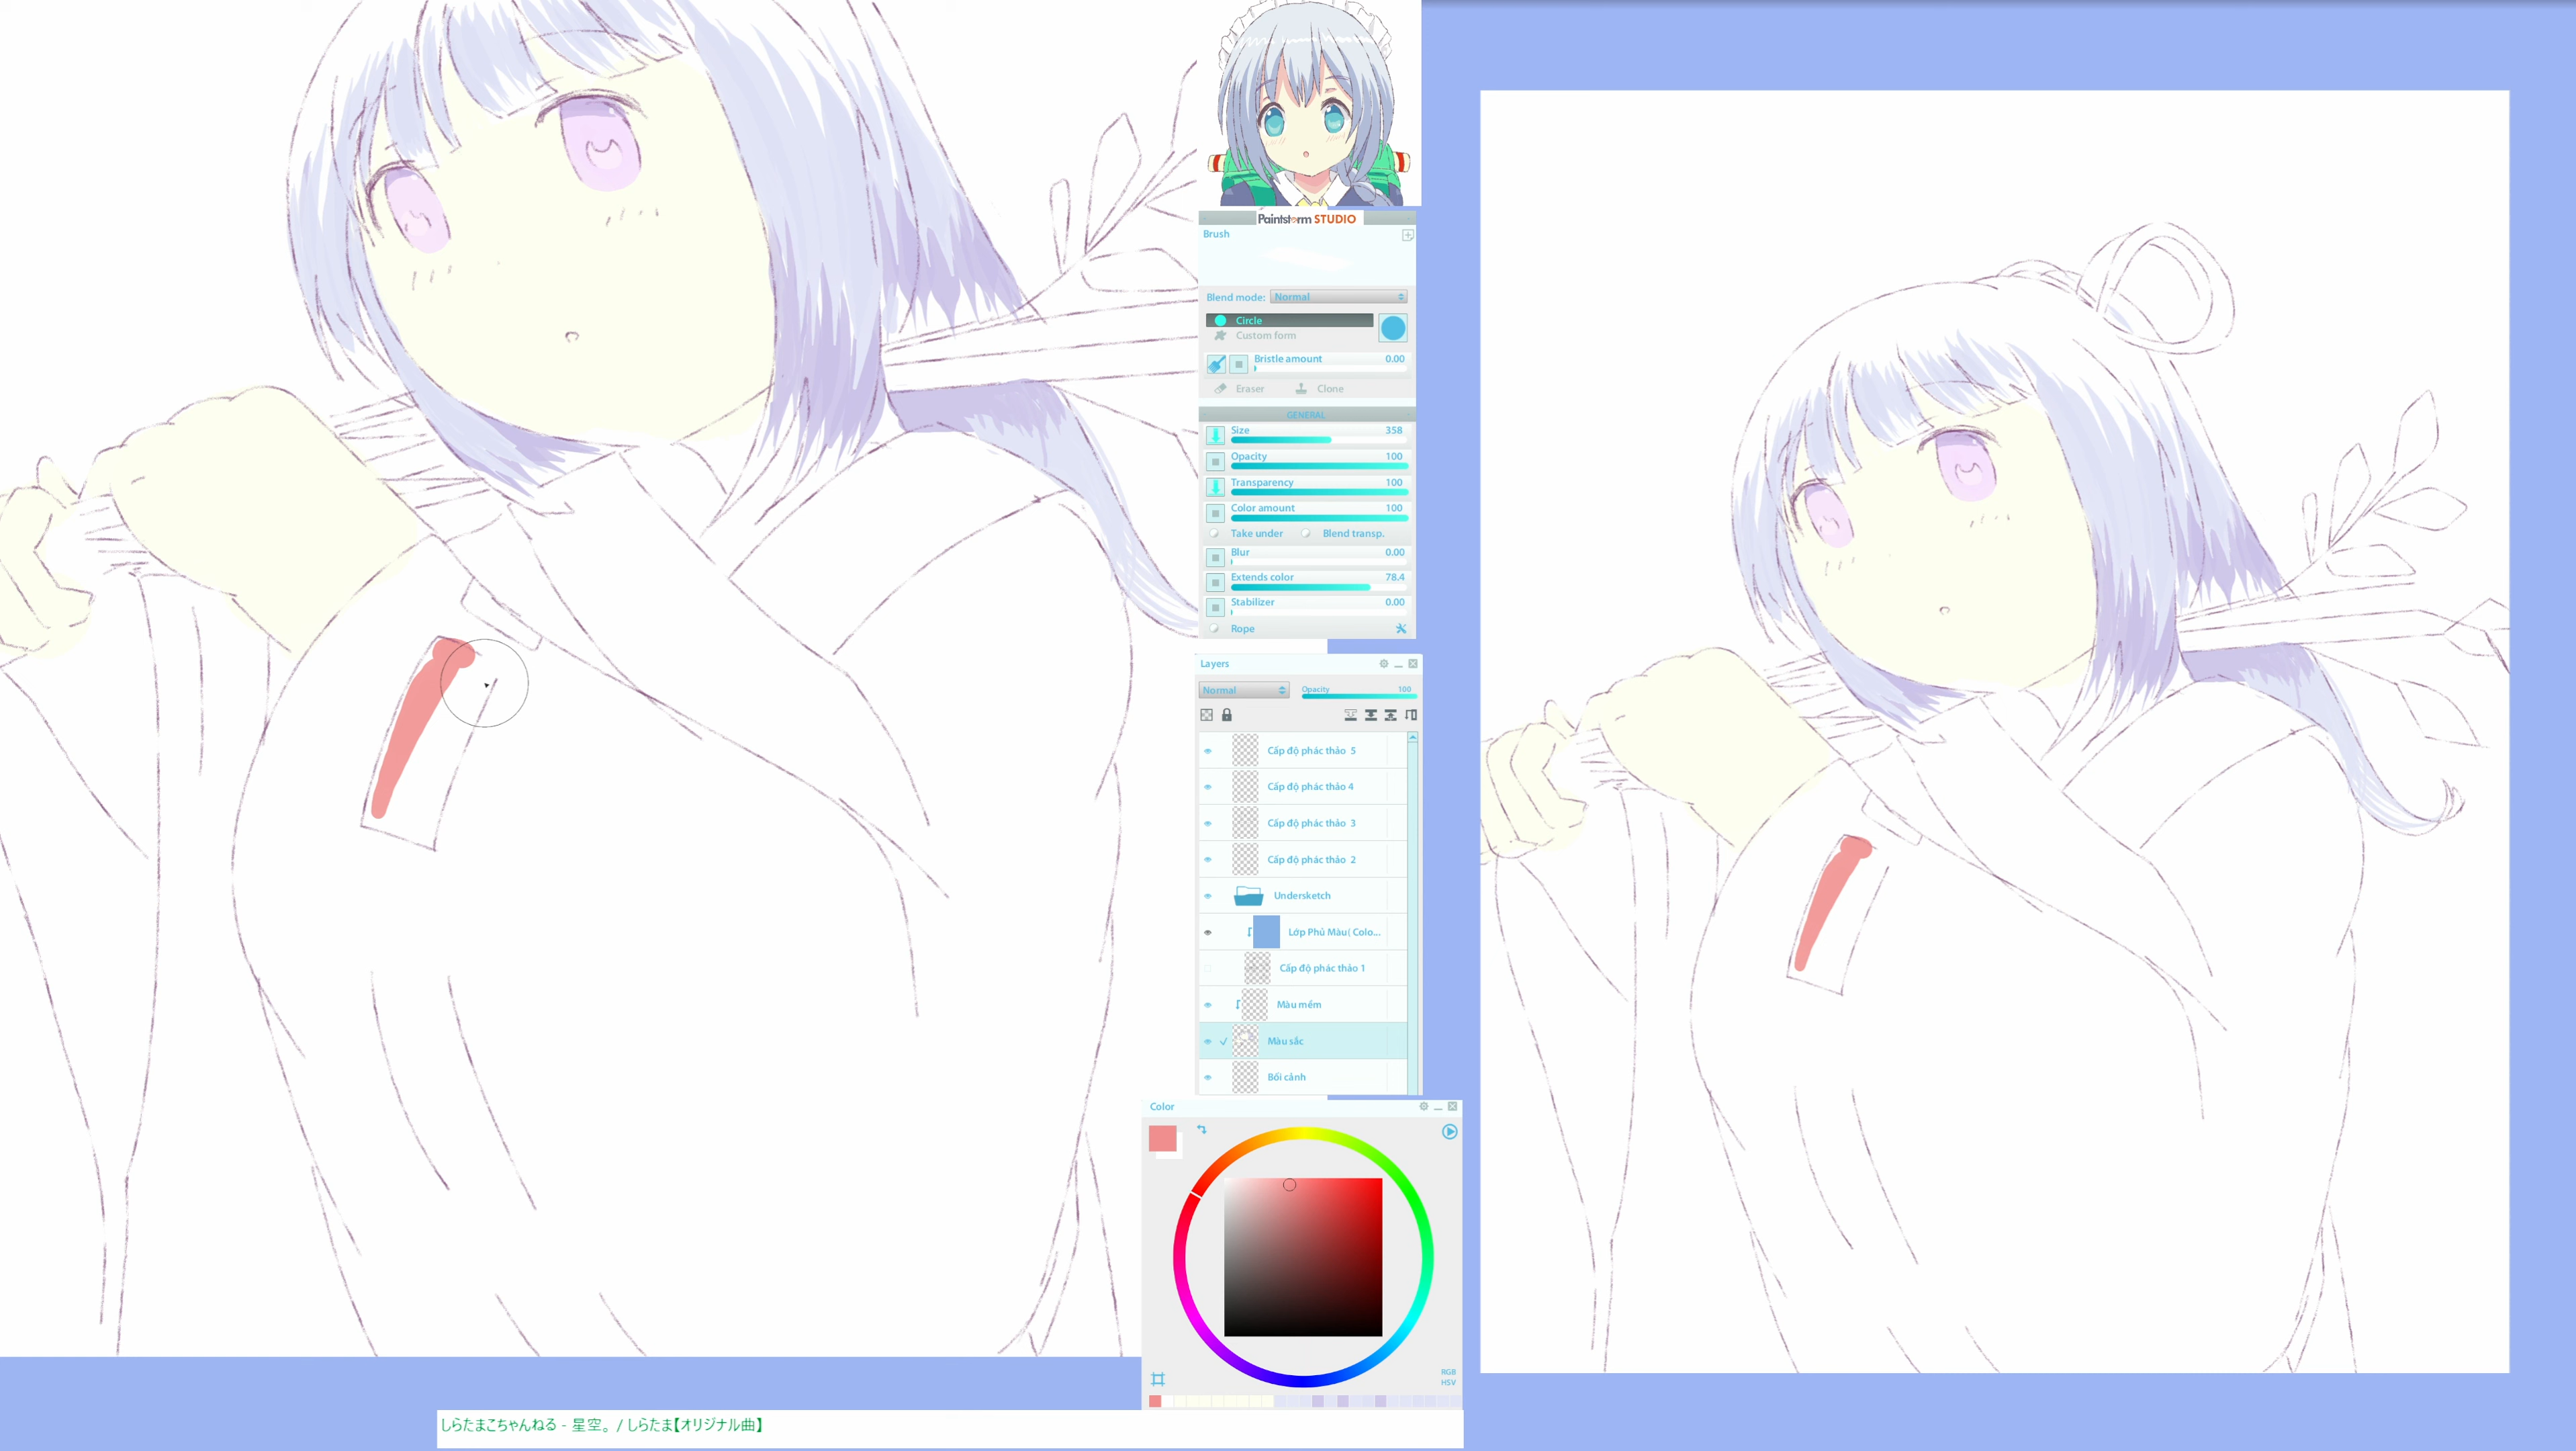 Paintstorm STUDIO
Brush
Blend mode: Normal
Circle
Custom form
Bristle amount 0.00
Eraser Clone
GENERAL
Size 358
Opacity 100
Transparency 100
Color amount 100
Take under Blend transp.
Blur 0.00
Extends color 78.4
Stabilizer 0.00
Rope
Layers
Normal Opacity 100
Cấp độ phác thảo 5
Cấp độ phác thảo 4
Cấp độ phác thảo 3
Cấp độ phác thảo 2
Undersketch
Lớp Phủ Màu( Colo...
Cấp độ phác thảo 1
Màu mềm
Màu sắc
Bối cảnh
Color
RGB
HSV
しらたまこちゃんねる - 星空。 / しらたま【オリジナル曲】